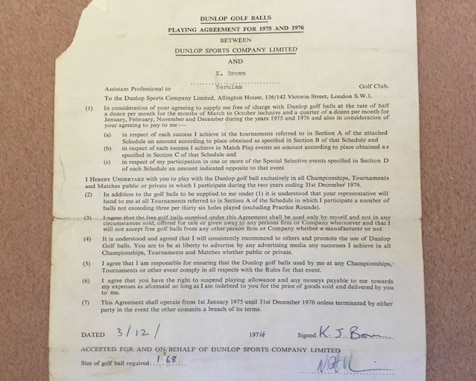 DUNLOP GOLF BALLS
PLAYING AGREEMENT FOR 1975 AND 1976
BETWEEN
DUNLOP SPORTS COMPANY LIMITED
AND
K. Brown
Assistant Professional to Verulam Golf Club.
To the Dunlop Sports Company Limited, Allington House, 136/142 Victoria Street, London S.W.1.
(1) In consideration of your agreeing to supply me free of charge with Dunlop golf balls at the rate of half
a dozen per month for the months of March to October inclusive and a quarter of a dozen per month for
January, February, November and December during the years 1975 and 1976 and also in consideration of
your agreeing to pay to me:—
(a) in respect of each success I achieve in the tournaments referred to in Section A of the attached
Schedule an amount according to place obtained as specified in Section B of that Schedule and
(b) in respect of each success I achieve in Match Play events an amount according to place obtained as
specified in Section C of that Schedule and
(c) in respect of my participation in one or more of the Special Selective events specified in Section D
of such Schedule an amount indicated opposite to that event
I HEREBY UNDERTAKE with you to play with the Dunlop golf ball exclusively in all Championships, Tournaments
and Matches public or private in which I participate during the two years ending 31st December 1976.
(2) In addition to the golf balls to be supplied to me under (1) it is understood that your representative will
hand to me at all Tournaments referred to in Section A of the Schedule in which I participate a number of
balls not exceeding three per thirty six holes played (excluding Practice Rounds).
(3) I agree that the free golf balls supplied under this Agreement shall be used only by myself and not in any
circumstances sold, offered for sale or given away to any persons firm or Company whatsoever and that I
will not accept free golf balls from any other person firm or Company whether a manufacturer or not
(4) It is understood and agreed that I will consistently recommend to others and promote the use of Dunlop
Golf Balls. You are to be at liberty to advertise by any advertising media any successes I achieve in all
Championships, Tournaments and Matches whether public or private.
(5) I agree that I am responsible for ensuring that the Dunlop golf balls used by me at any Championships,
Tournaments or other event comply in all respects with the Rules for that event.
(6) I agree that you have the right to suspend playing allowance and any moneys payable to me towards
my expenses as aforesaid so long as I am indebted to you for the price of goods sold and delivered by you
to me.
(7) This Agreement shall operate from 1st January 1975 until 31st December 1976 unless terminated by either
party in the event the other commits a breach of its terms.
DATED 3/12/ 1974 Signed K. J. Brown
ACCEPTED FOR AND ON BEHALF OF DUNLOP SPORTS COMPANY LIMITED
Size of golf ball required 1.68